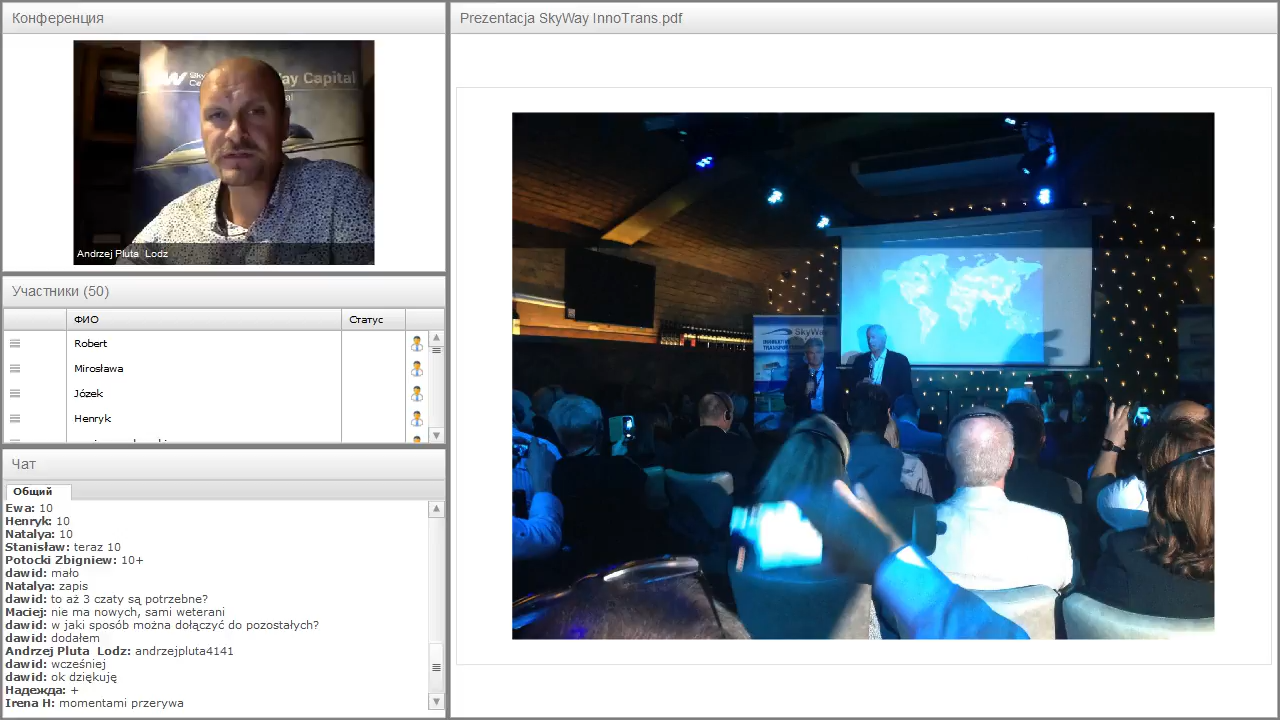 Конференция
Andrzej Pluta Lodz
Участники (50)
ФИО
Статус
Robert
Mirosława
Józek
Henryk
Чат
Общий
Ewa: 10
Henryk: 10
Natalya: 10
Stanisław: teraz 10
Potocki Zbigniew: 10+
dawid: mało
Natalya: zapis
dawid: to aż 3 czaty są potrzebne?
Maciej: nie ma nowych, sami weterani
dawid: w jaki sposób można dołączyć do pozostałych?
dawid: dodałem
Andrzej Pluta Lodz: andrzejpluta4141
dawid: wcześniej
dawid: ok dziękuję
Надежда: +
Irena H: momentami przerywa
Prezentacja SkyWay InnoTrans.pdf
SkyWay